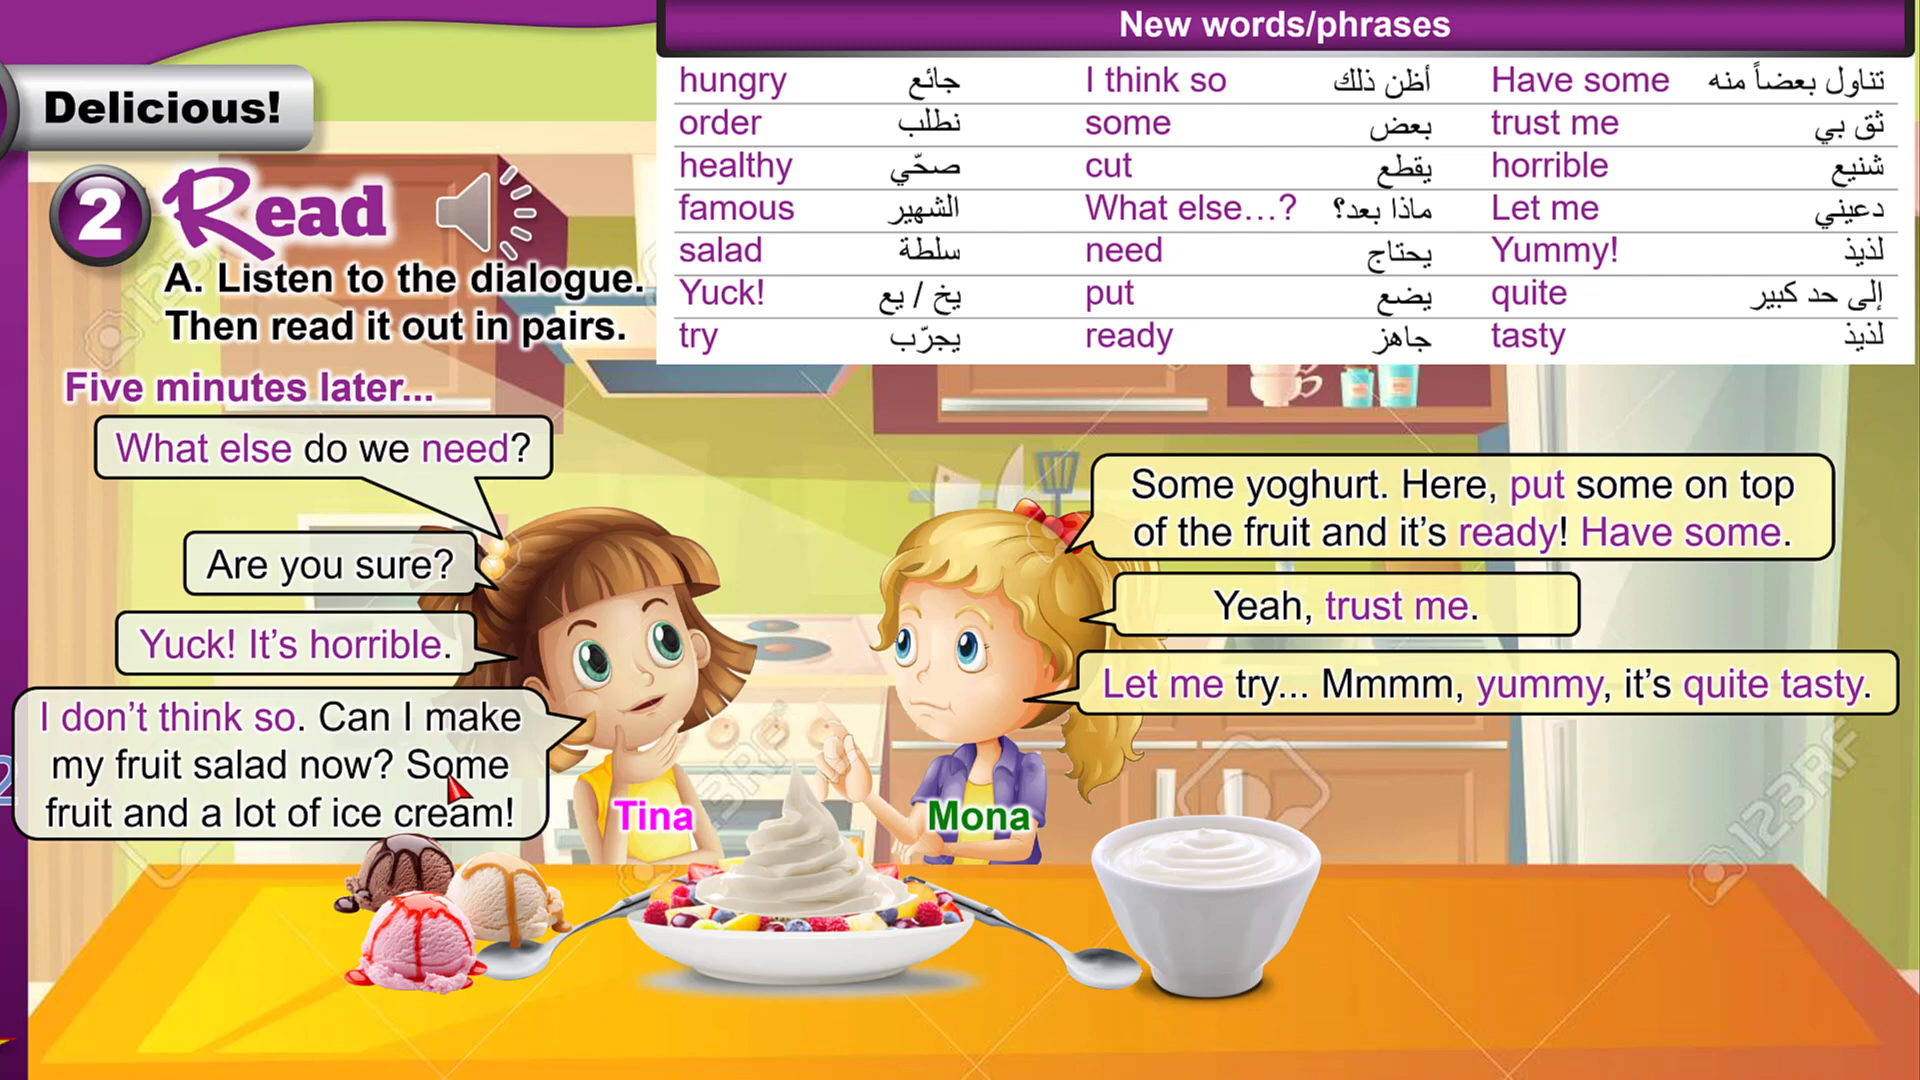 New words/phrases
Delicious!
hungry جائع I think so أظن ذلك Have some تناول بعضاً منه
order نطلب some بعض trust me ثق بي
healthy صحّي cut يقطع horrible شنيع
famous الشهير What else...? ماذا بعد؟ Let me دعيني
salad سلطة need يحتاج Yummy! لذيذ
Yuck! يخ / يع put يضع quite إلى حد كبير
try يجرّب ready جاهز tasty لذيذ
2 Read
A. Listen to the dialogue.
Then read it out in pairs.
Five minutes later...
What else do we need?
Some yoghurt. Here, put some on top
of the fruit and it's ready! Have some.
Are you sure?
Yeah, trust me.
Yuck! It's horrible.
Let me try... Mmmm, yummy, it's quite tasty.
I don't think so. Can I make
my fruit salad now? Some
fruit and a lot of ice cream!
Tina
Mona
123RF